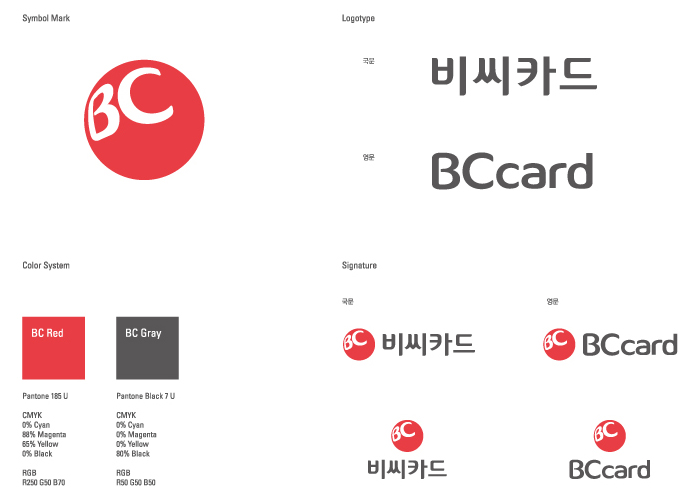 Symbol Mark
BC
Logotype
국문
비씨카드
영문
BCcard
Color System
BC Red
BC Gray
Pantone 185 U
CMYK
0% Cyan
88% Magenta
65% Yellow
0% Black
RGB
R250 G50 B70
Pantone Black 7 U
CMYK
0% Cyan
0% Magenta
0% Yellow
80% Black
RGB
R50 G50 B50
Signature
국문
영문
BC 비씨카드
BC BCcard
BC
비씨카드
BC
BCcard